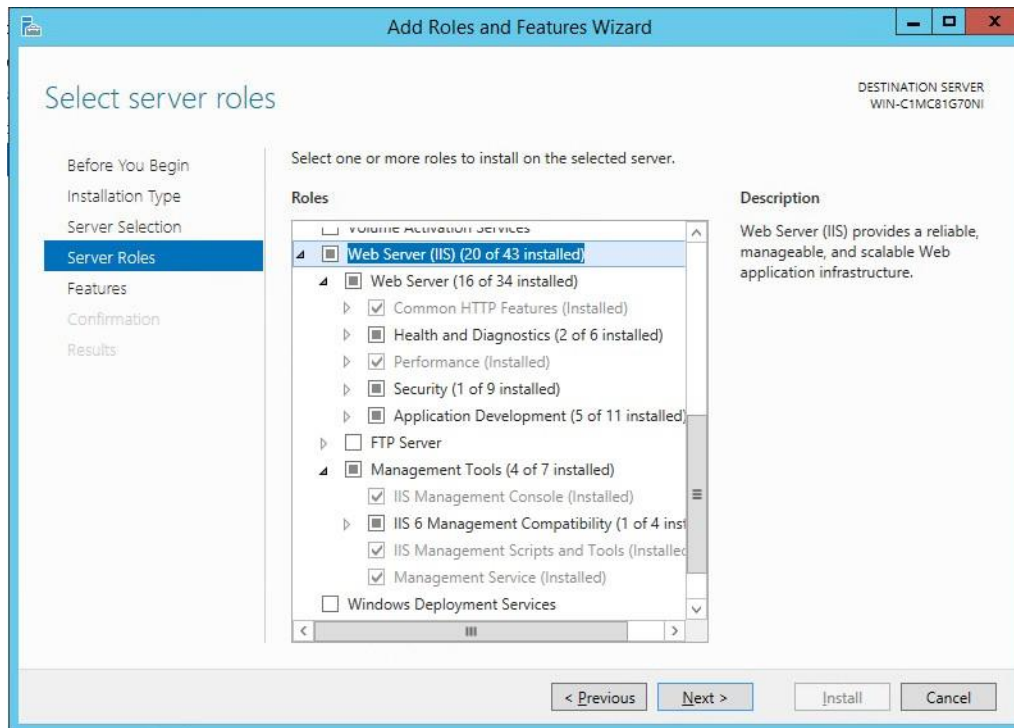 Add Roles and Features Wizard
Select server roles
DESTINATION SERVER
WIN-C1MC81G70NI
Before You Begin
Installation Type
Server Selection
Server Roles
Features
Confirmation
Results
Select one or more roles to install on the selected server.
Roles
Volume Activation Services
Web Server (IIS) (20 of 43 installed)
Web Server (16 of 34 installed)
Common HTTP Features (Installed)
Health and Diagnostics (2 of 6 installed)
Performance (Installed)
Security (1 of 9 installed)
Application Development (5 of 11 installed)
FTP Server
Management Tools (4 of 7 installed)
IIS Management Console (Installed)
IIS 6 Management Compatibility (1 of 4 inst
IIS Management Scripts and Tools (Installed
Management Service (Installed)
Windows Deployment Services
Description
Web Server (IIS) provides a reliable,
manageable, and scalable Web
application infrastructure.
< Previous
Next >
Install
Cancel